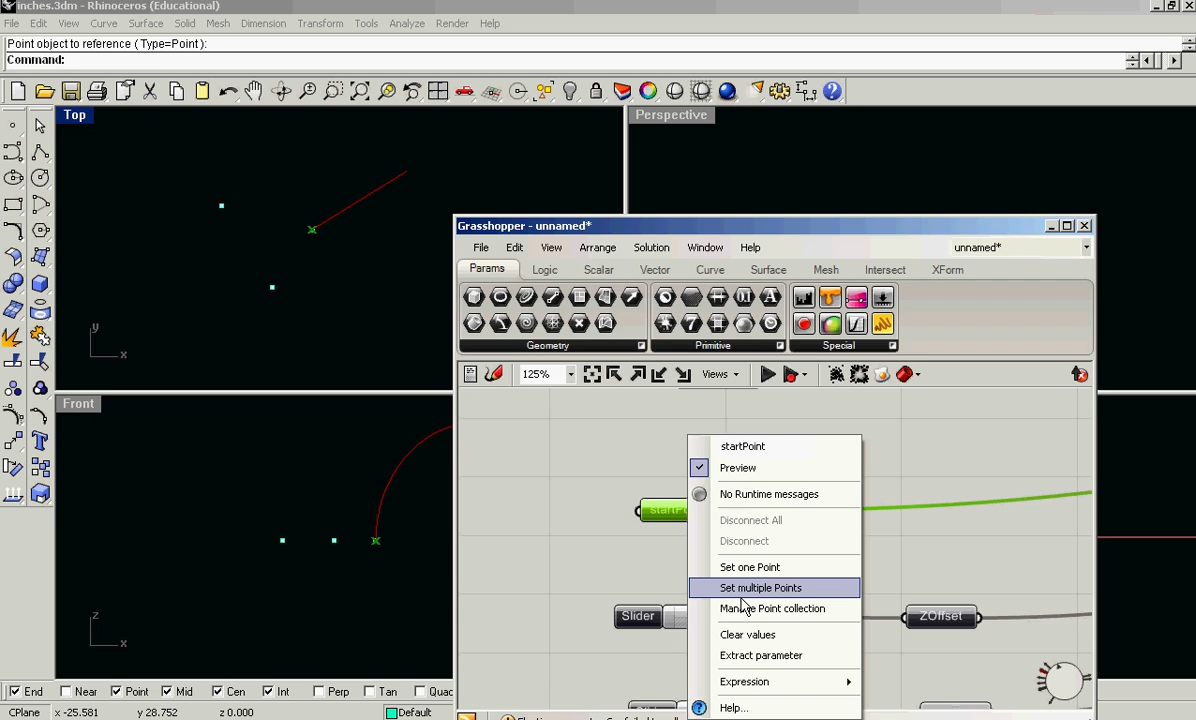 inches.3dm - Rhinoceros (Educational)
File Edit View Curve Surface Solid Mesh Dimension Transform Tools Analyze Render Help
Point object to reference ( Type=Point ):
Command:
Top
Perspective
Grasshopper - unnamed*
File Edit View Arrange Solution Window Help unnamed*
Params Logic Scalar Vector Curve Surface Mesh Intersect XForm
Geometry Primitive Special
125% Views
y
x
Front
startPoint
Preview
No Runtime messages
Disconnect All
Disconnect
Set one Point
Set multiple Points
Manage Point collection
Clear values
Extract parameter
Expression
Help...
Slider
ZOffset
z
x
End Near Point Mid Cen Int Perp Tan
CPlane x -25.581 y 28.752 z 0.000 Default